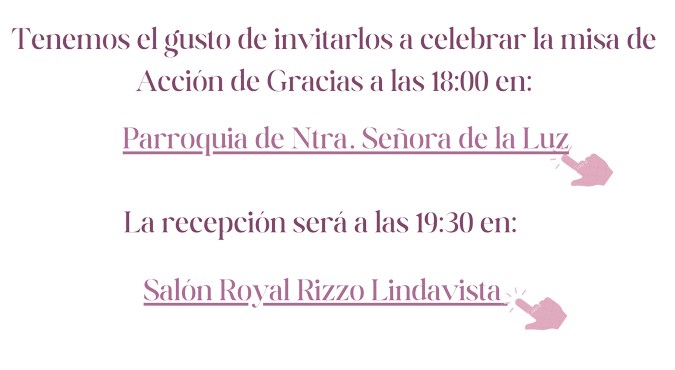 Tenemos el gusto de invitarlos a celebrar la misa de
Acción de Gracias a las 18:00 en:
Parroquia de Ntra. Señora de la Luz
La recepción será a las 19:30 en:
Salón Royal Rizzo Lindavista